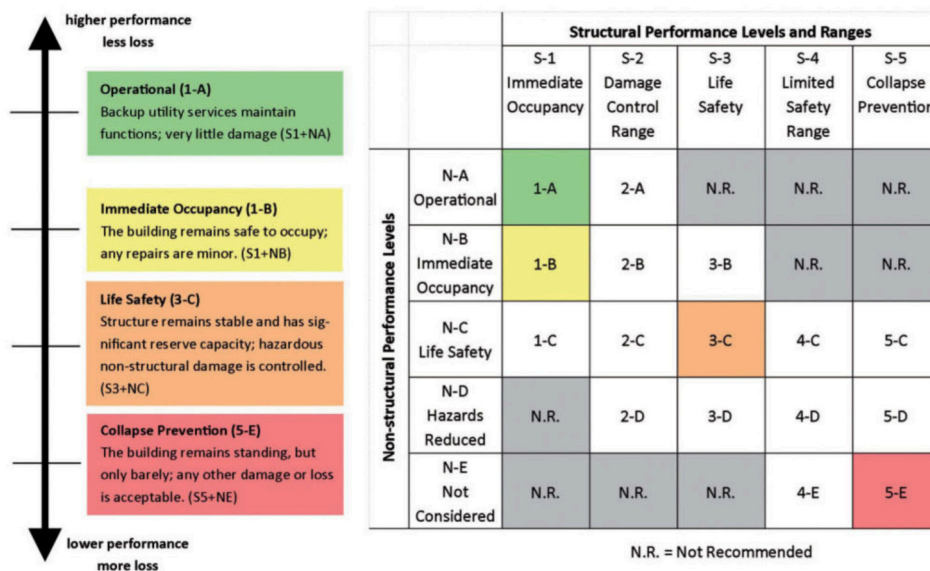 higher performance
less loss
Operational (1-A)
Backup utility services maintain
functions; very little damage (S1+NA)
Immediate Occupancy (1-B)
The building remains safe to occupy;
any repairs are minor. (S1+NB)
Life Safety (3-C)
Structure remains stable and has sig-
nificant reserve capacity; hazardous
non-structural damage is controlled.
(S3+NC)
Collapse Prevention (5-E)
The building remains standing, but
only barely; any other damage or loss
is acceptable. (S5+NE)
lower performance
more loss
Structural Performance Levels and Ranges
S-1
Immediate
Occupancy
S-2
Damage
Control
Range
S-3
Life
Safety
S-4
Limited
Safety
Range
S-5
Collapse
Prevention
Non-structural Performance Levels
N-A
Operational
1-A
2-A
N.R.
N.R.
N.R.
N-B
Immediate
Occupancy
1-B
2-B
3-B
N.R.
N.R.
N-C
Life Safety
1-C
2-C
3-C
4-C
5-C
N-D
Hazards
Reduced
N.R.
2-D
3-D
4-D
5-D
N-E
Not
Considered
N.R.
N.R.
N.R.
4-E
5-E
N.R. = Not Recommended